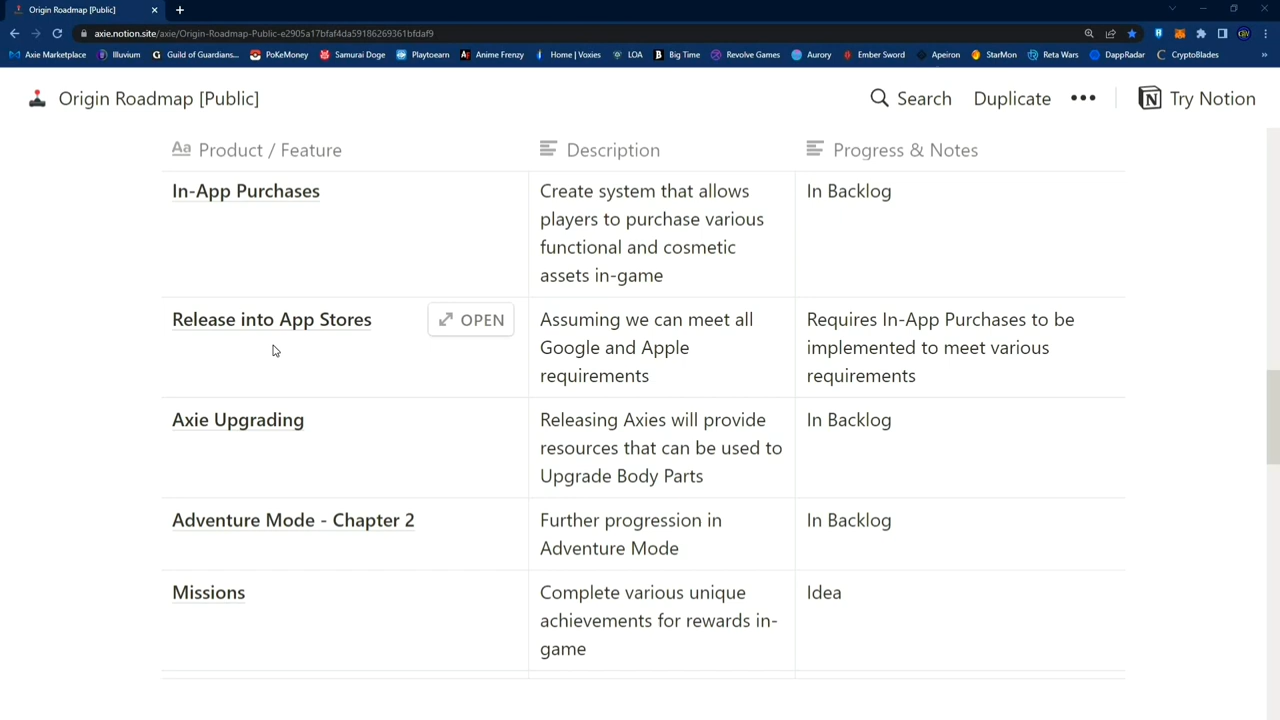 Origin Roadmap [Public]
axie.notion.site/axie/Origin-Roadmap-Public-e2905a17bfaf4da59186269361bfdaf9
Axie Marketplace Illuvium Guild of Guardians... PoKeMoney Samurai Doge Playtoearn Anime Frenzy Home | Voxies LOA Big Time Revolve Games Aurory Ember Sword Apeiron StarMon Reta Wars DappRadar CryptoBlades »
Origin Roadmap [Public] Search Duplicate ••• Try Notion
Aa Product / Feature Description Progress & Notes
In-App Purchases Create system that allows In Backlog
players to purchase various
functional and cosmetic
assets in-game
Release into App Stores OPEN Assuming we can meet all Requires In-App Purchases to be
Google and Apple implemented to meet various
requirements requirements
Axie Upgrading Releasing Axies will provide In Backlog
resources that can be used to
Upgrade Body Parts
Adventure Mode - Chapter 2 Further progression in In Backlog
Adventure Mode
Missions Complete various unique Idea
achievements for rewards in-
game